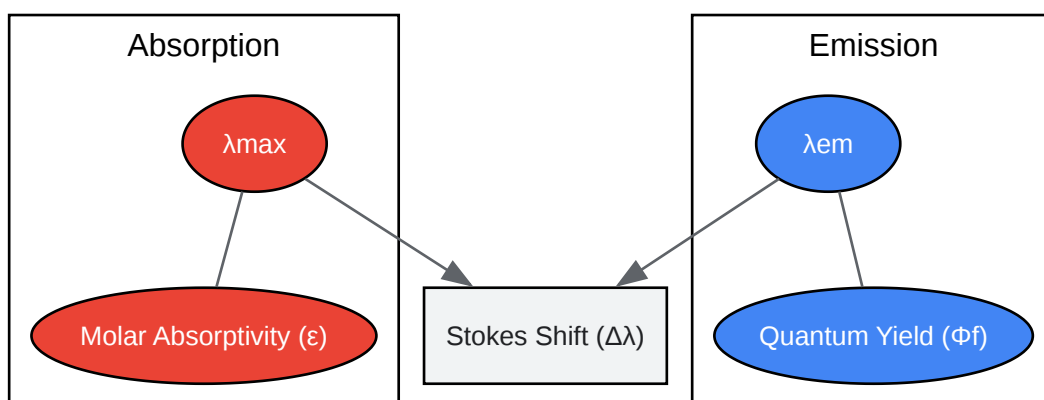 Absorption
Emission
λmax
λem
Molar Absorptivity (ε)
Stokes Shift (Δλ)
Quantum Yield (Φf)